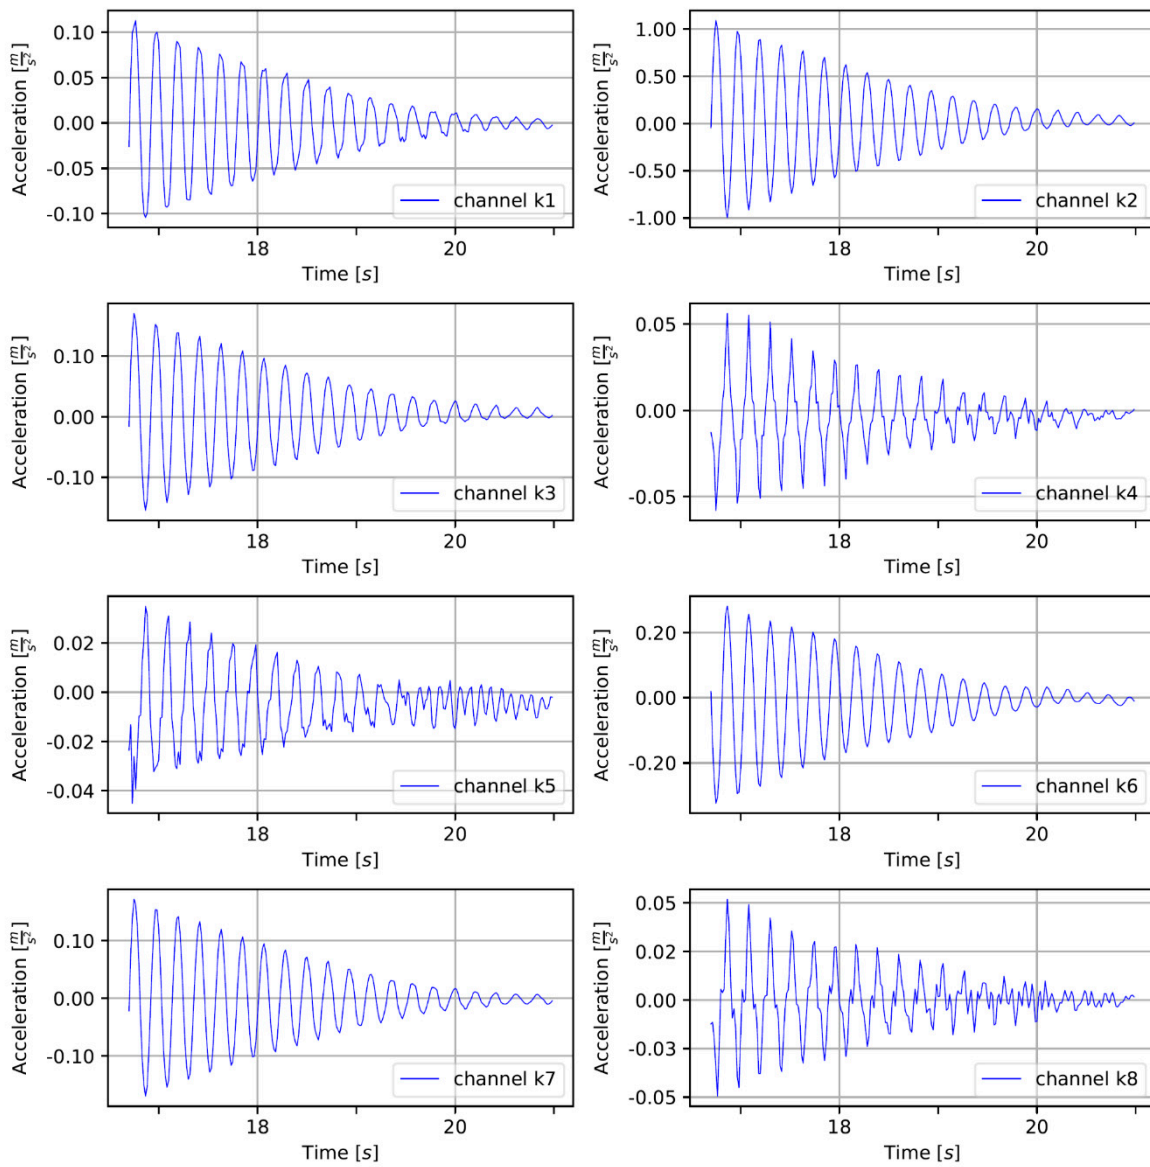 Acceleration [m/s²]
0.10
0.05
0.00
-0.05
-0.10
channel k1
18
20
Time [s]
Acceleration [m/s²]
1.00
0.50
0.00
-0.50
-1.00
channel k2
18
20
Time [s]
Acceleration [m/s²]
0.10
0.00
-0.10
channel k3
18
20
Time [s]
Acceleration [m/s²]
0.05
0.00
-0.05
channel k4
18
20
Time [s]
Acceleration [m/s²]
0.02
0.00
-0.02
-0.04
channel k5
18
20
Time [s]
Acceleration [m/s²]
0.20
0.00
-0.20
channel k6
18
20
Time [s]
Acceleration [m/s²]
0.10
0.00
-0.10
channel k7
18
20
Time [s]
Acceleration [m/s²]
0.05
0.02
0.00
-0.03
-0.05
channel k8
18
20
Time [s]